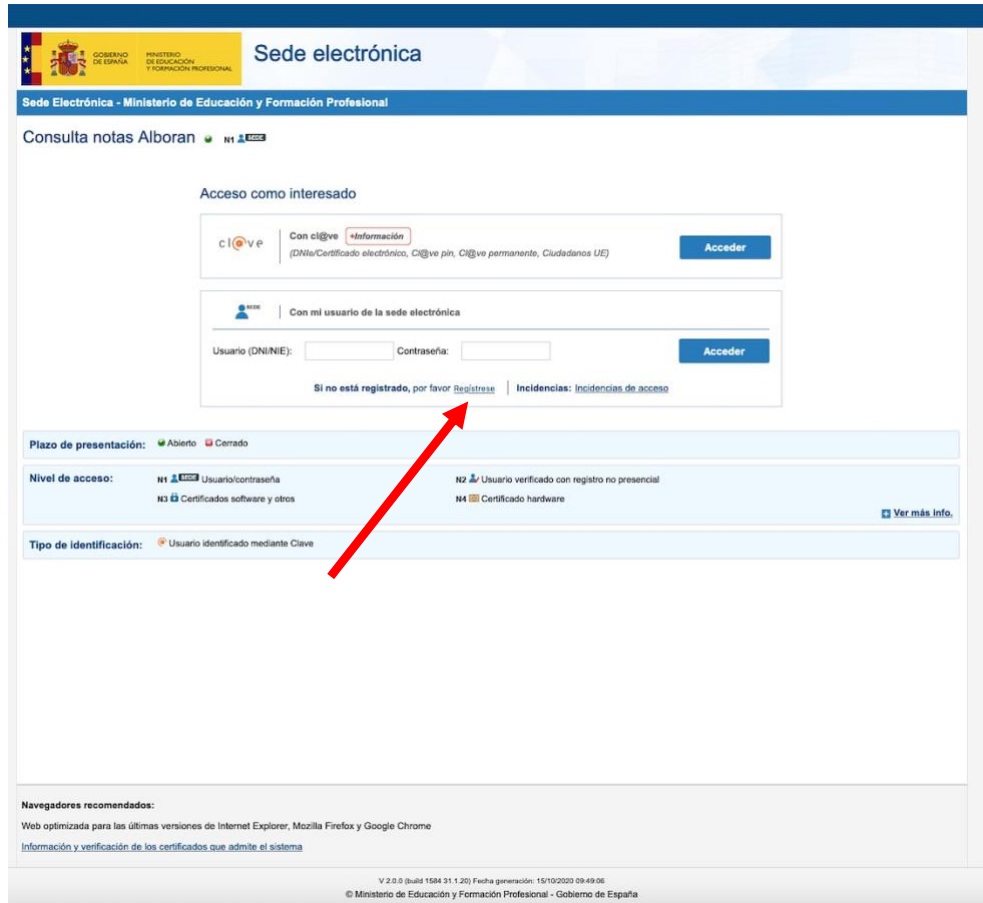 GOBIERNO
DE ESPAÑA
MINISTERIO
DE EDUCACIÓN
Y FORMACIÓN PROFESIONAL
Sede electrónica
Sede Electrónica - Ministerio de Educación y Formación Profesional
Consulta notas Alboran N1 SEDE
Acceso como interesado
cl@ve
Con cl@ve +Información
(DNIe/Certificado electrónico, Cl@ve pin, Cl@ve permanente, Ciudadanos UE)
Acceder
SEDE
Con mi usuario de la sede electrónica
Usuario (DNI/NIE): Contraseña: Acceder
Si no está registrado, por favor Regístrese Incidencias: Incidencias de acceso
Plazo de presentación: Abierto Cerrado
Nivel de acceso: N1 SEDE Usuario/contraseña N2 Usuario verificado con registro no presencial
N3 Certificados software y otros N4 Certificado hardware
Ver más info.
Tipo de identificación: Usuario identificado mediante Clave
Navegadores recomendados:
Web optimizada para las últimas versiones de Internet Explorer, Mozilla Firefox y Google Chrome
Información y verificación de los certificados que admite el sistema
V 2.0.0 (build 1584 31.1.20) Fecha generación: 15/10/2020 09:49:06
© Ministerio de Educación y Formación Profesional - Gobierno de España